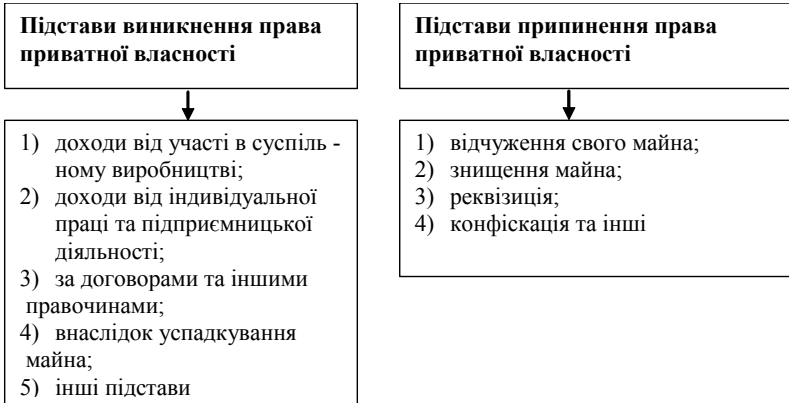 Підстави виникнення права
приватної власності
1) доходи від участі в суспіль -
ному виробництві;
2) доходи від індивідуальної
праці та підприємницької
діяльності;
3) за договорами та іншими
правочинами;
4) внаслідок успадкування
майна;
5) інші підстави
Підстави припинення права
приватної власності
1) відчуження свого майна;
2) знищення майна;
3) реквізиція;
4) конфіскація та інші